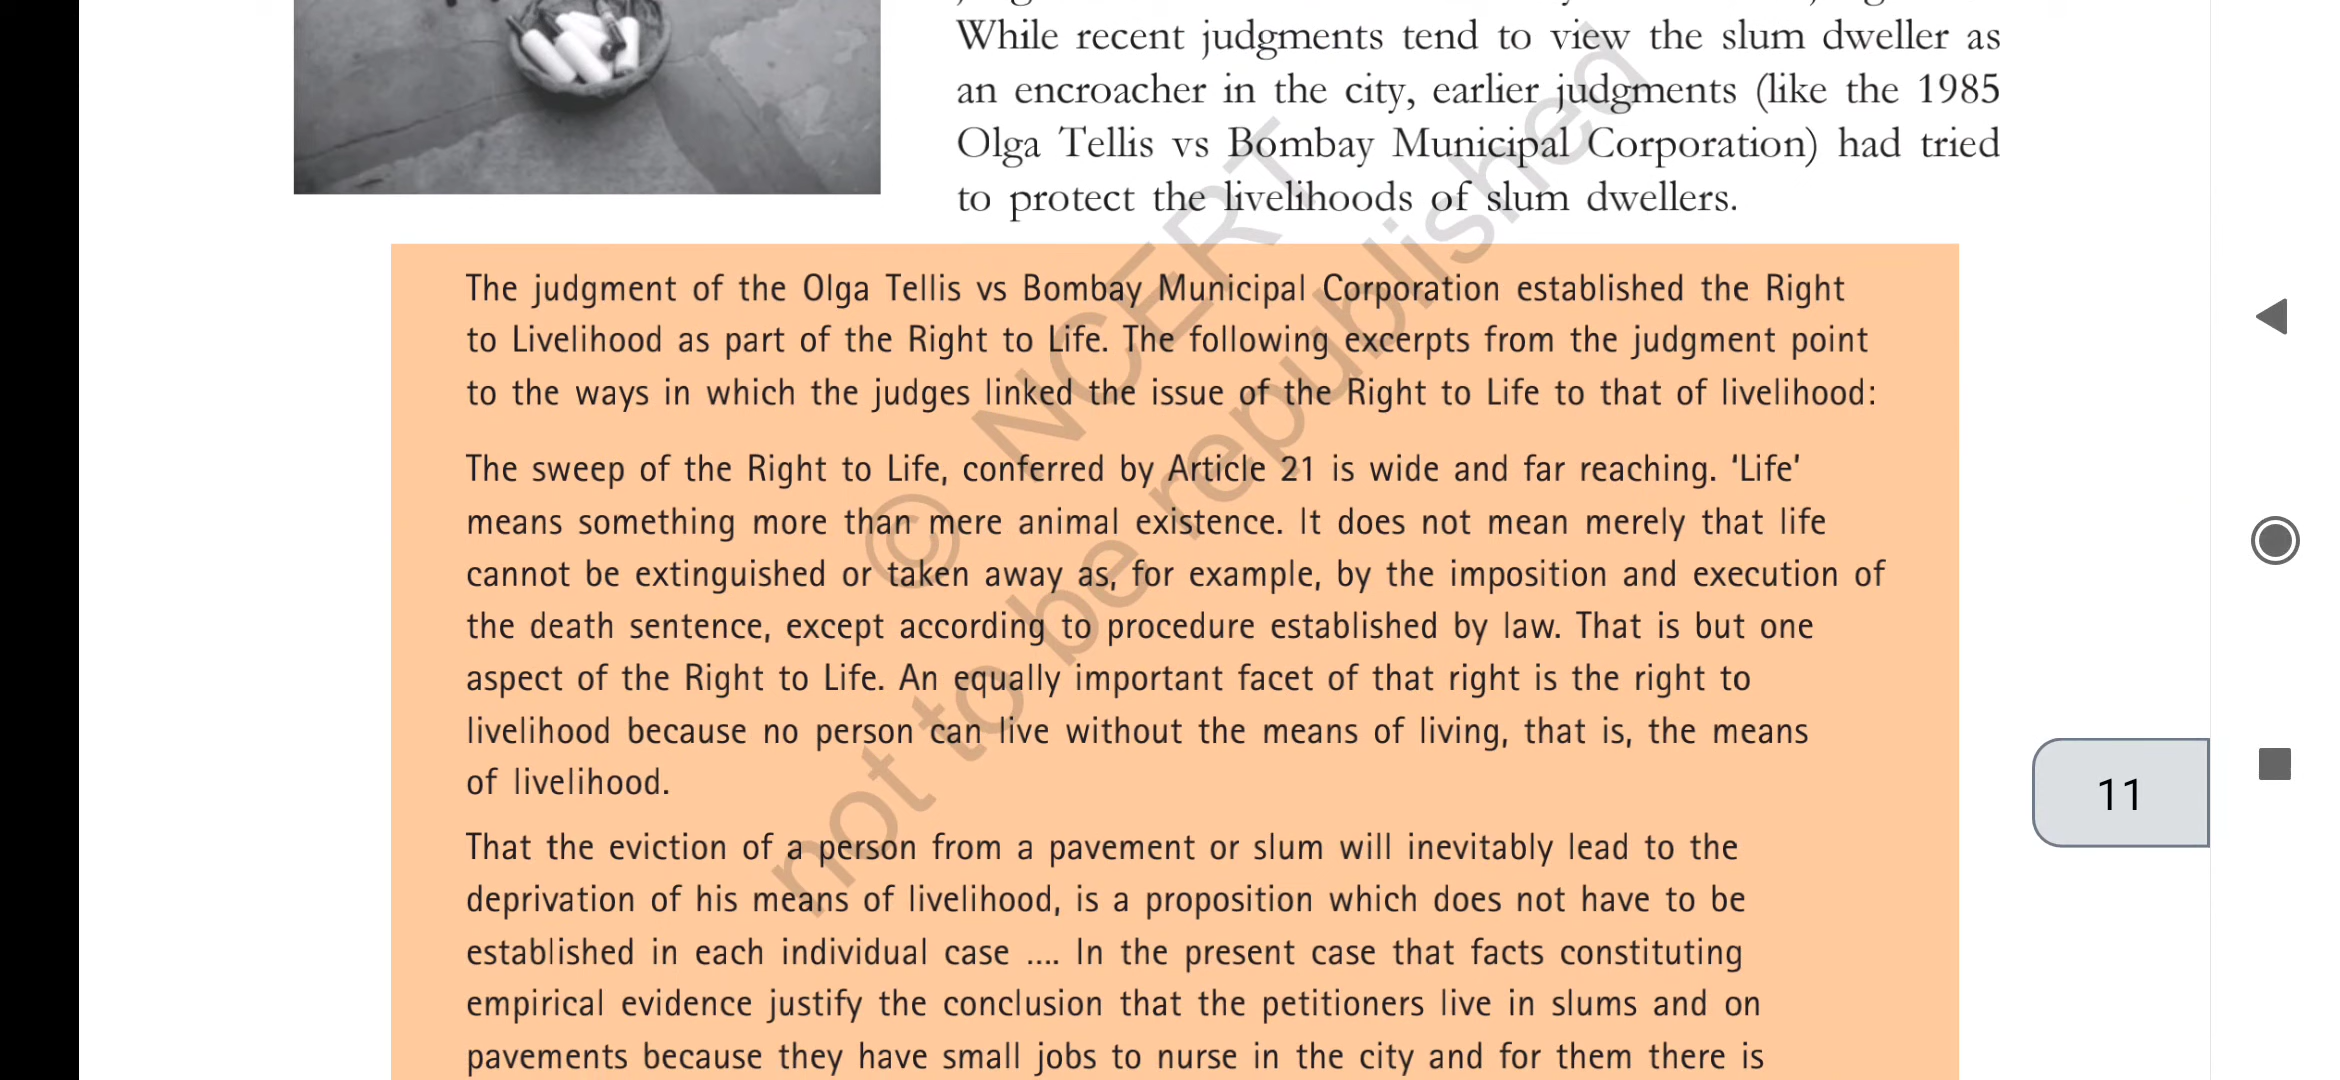 While recent judgments tend to view the slum dweller as
an encroacher in the city, earlier judgments (like the 1985
Olga Tellis vs Bombay Municipal Corporation) had tried
to protect the livelihoods of slum dwellers.
The judgment of the Olga Tellis vs Bombay Municipal Corporation established the Right
to Livelihood as part of the Right to Life. The following excerpts from the judgment point
to the ways in which the judges linked the issue of the Right to Life to that of livelihood:
The sweep of the Right to Life, conferred by Article 21 is wide and far reaching. 'Life'
means something more than mere animal existence. It does not mean merely that life
cannot be extinguished or taken away as, for example, by the imposition and execution of
the death sentence, except according to procedure established by law. That is but one
aspect of the Right to Life. An equally important facet of that right is the right to
livelihood because no person can live without the means of living, that is, the means
of livelihood.
That the eviction of a person from a pavement or slum will inevitably lead to the
deprivation of his means of livelihood, is a proposition which does not have to be
established in each individual case .... In the present case that facts constituting
empirical evidence justify the conclusion that the petitioners live in slums and on
pavements because they have small jobs to nurse in the city and for them there is
11
© NCERT
not to be republished